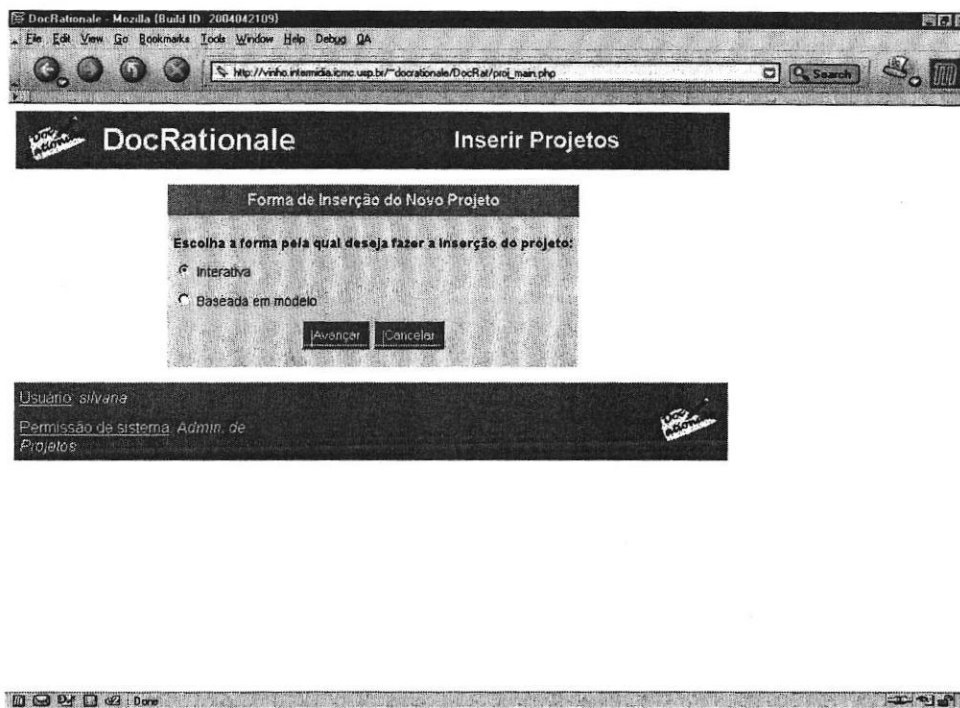 DocRationale - Mozilla {Build ID: 2004042109}
File Edit View Go Bookmarks Tools Window Help Debug QA
http://vinho.intermidia.icmc.usp.br/~docrationale/DocRat/proj_main.php
Search
DocRationale
Inserir Projetos
Forma de Inserção do Novo Projeto
Escolha a forma pela qual deseja fazer a inserção do projeto:
Interativa
Baseada em modelo
Avançar Cancelar
Usuário: silvana
Permissão de sistema: Admin. de
Projetos
Done